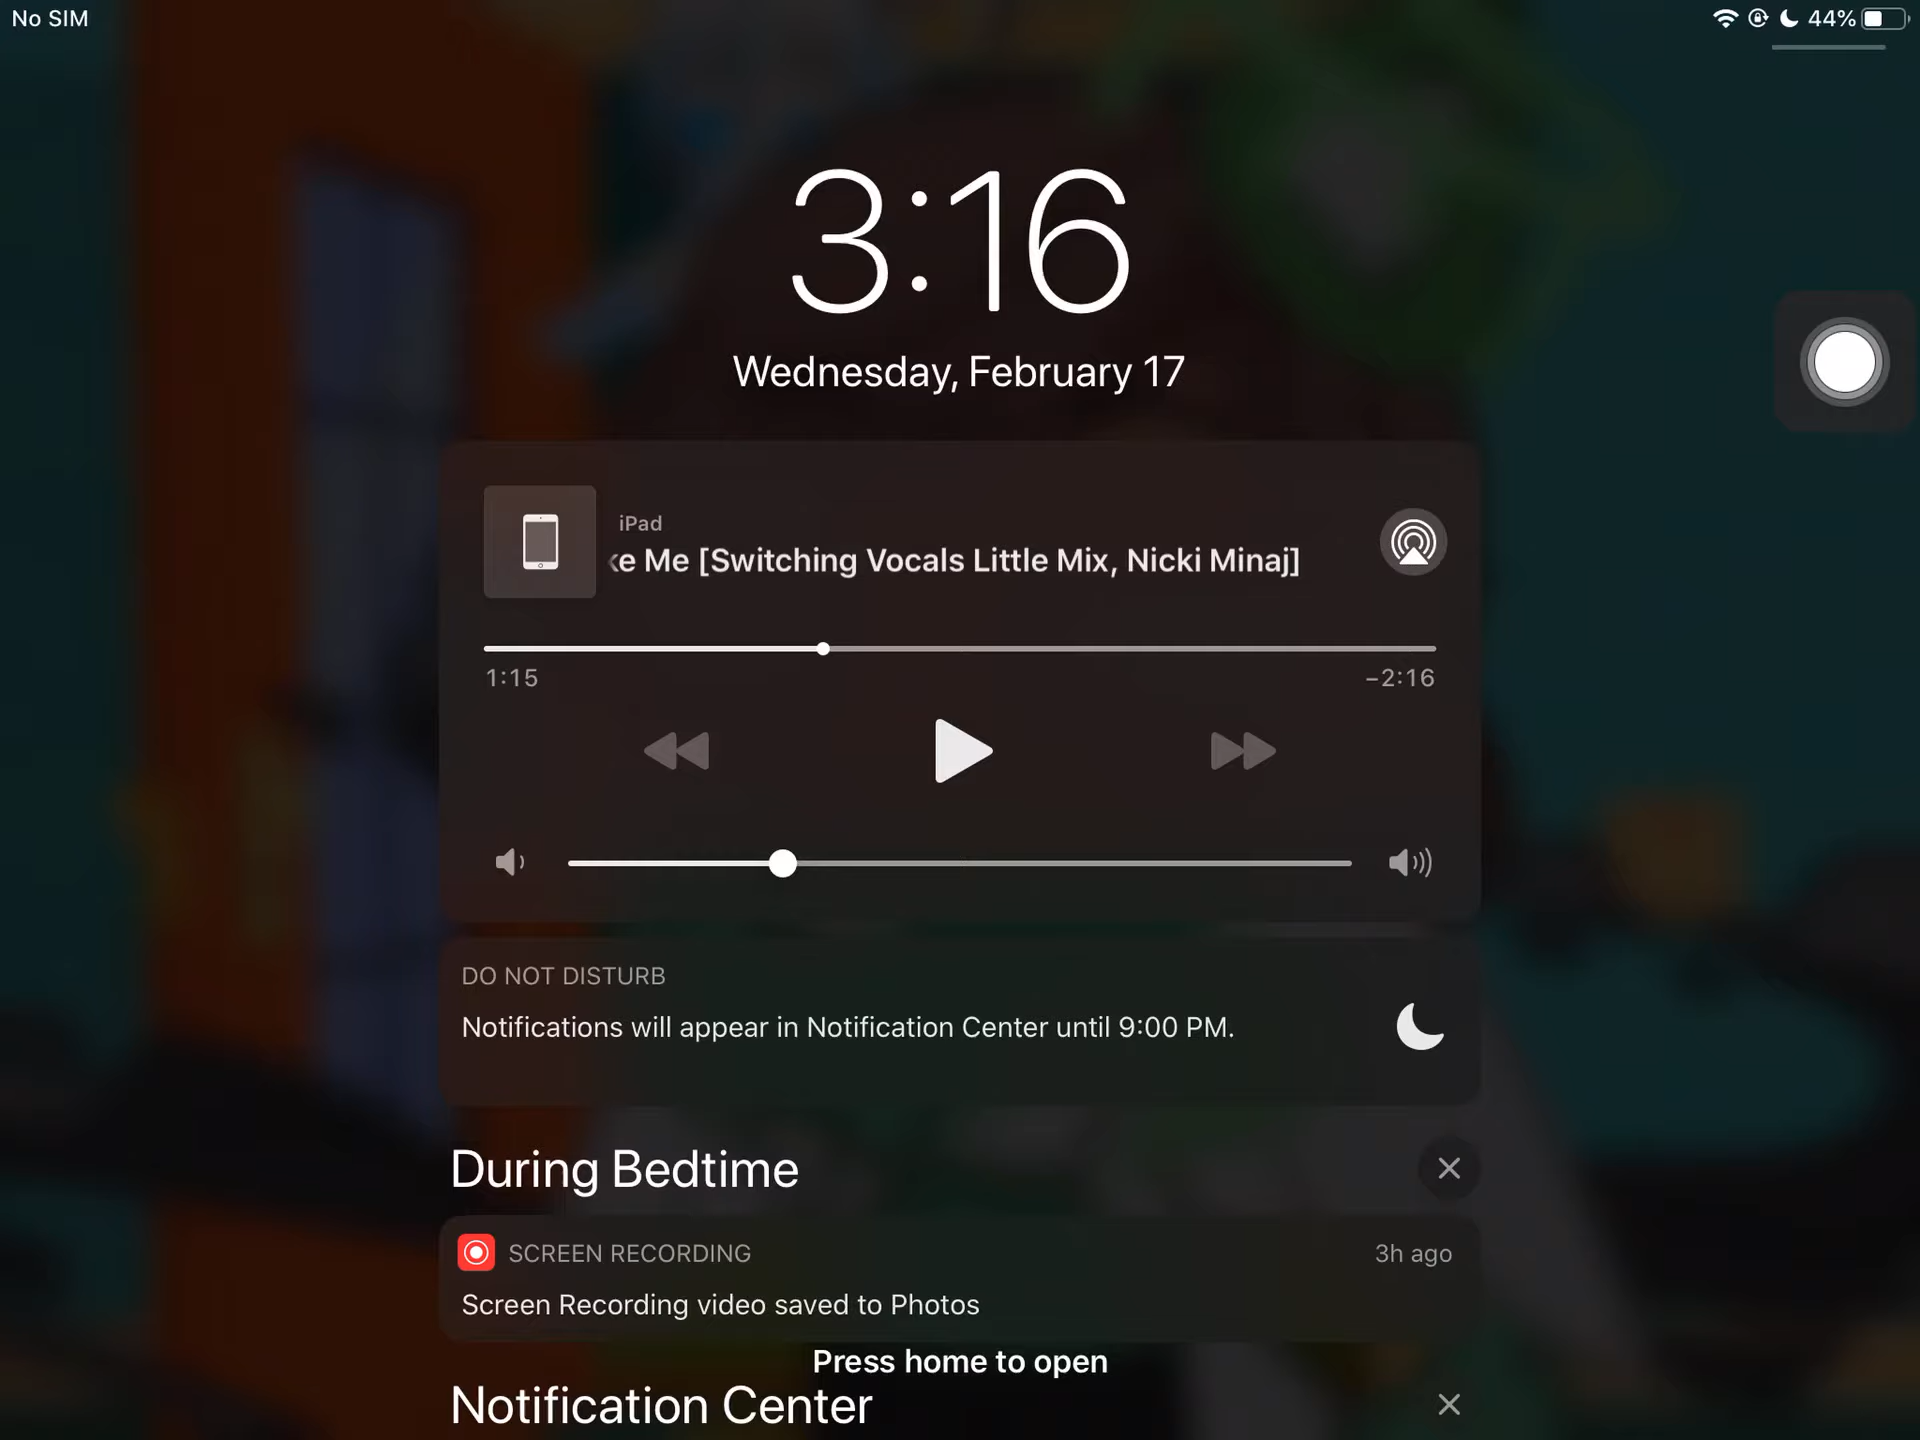 No SIM
44%
3:16
Wednesday, February 17
iPad
ke Me [Switching Vocals Little Mix, Nicki Minaj]
1:15
−2:16
DO NOT DISTURB
Notifications will appear in Notification Center until 9:00 PM.
During Bedtime
SCREEN RECORDING
3h ago
Screen Recording video saved to Photos
Press home to open
Notification Center